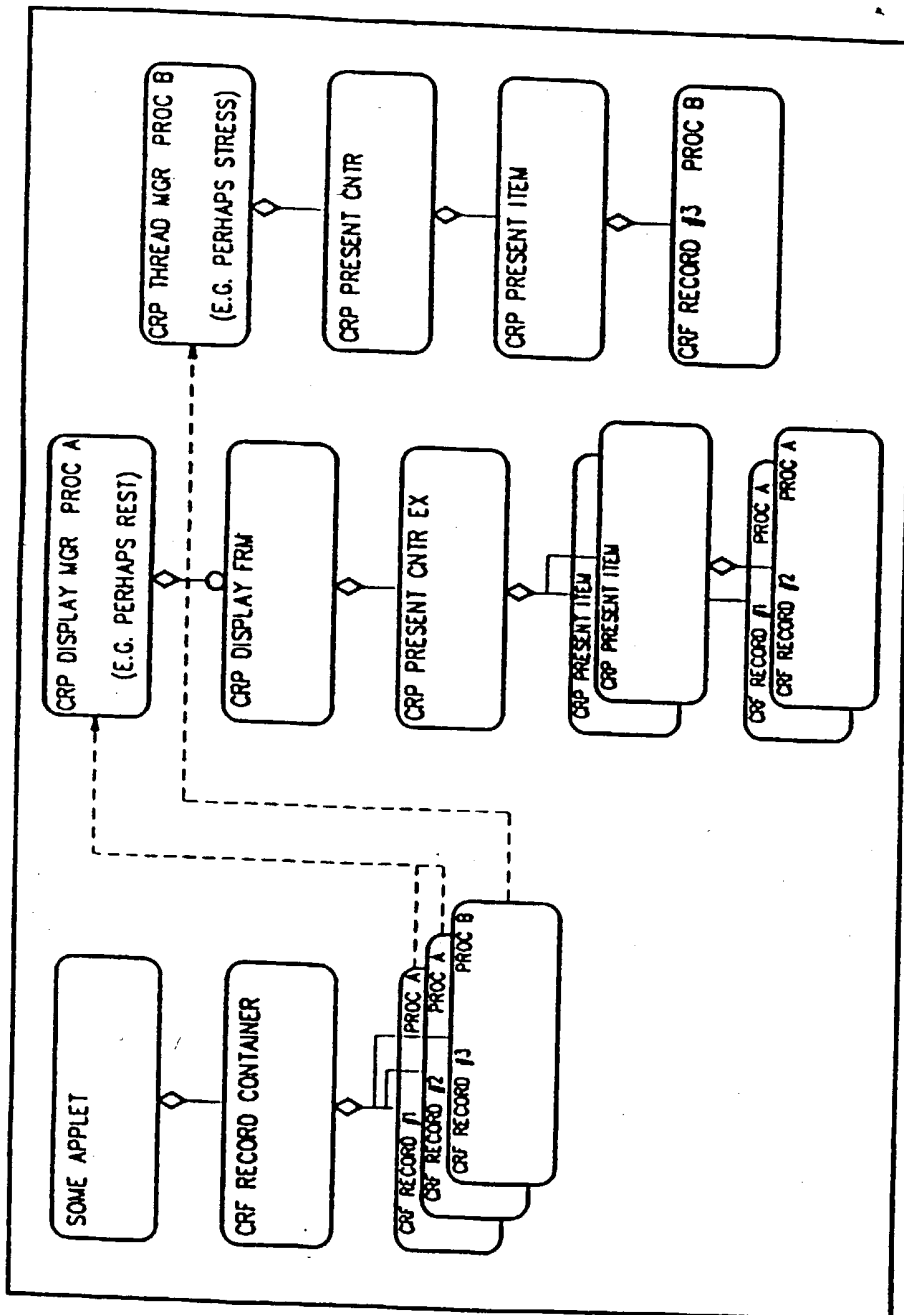 SOME APPLET
CRF RECORD CONTAINER
CRF RECORD #1 PROC A
CRF RECORD #2 PROC A
CRF RECORD #3 PROC B
CRP DISPLAY MGR PROC A
(E.G. PERHAPS REST)
CRP DISPLAY FRM
CRP PRESENT CNTR EX
CRP PRESENT ITEM
CRP PRESENT ITEM
CRF RECORD #1 PROC A
CRF RECORD #2 PROC A
CRP THREAD MGR PROC B
(E.G. PERHAPS STRESS)
CRP PRESENT CNTR
CRP PRESENT ITEM
CRF RECORD #3 PROC B